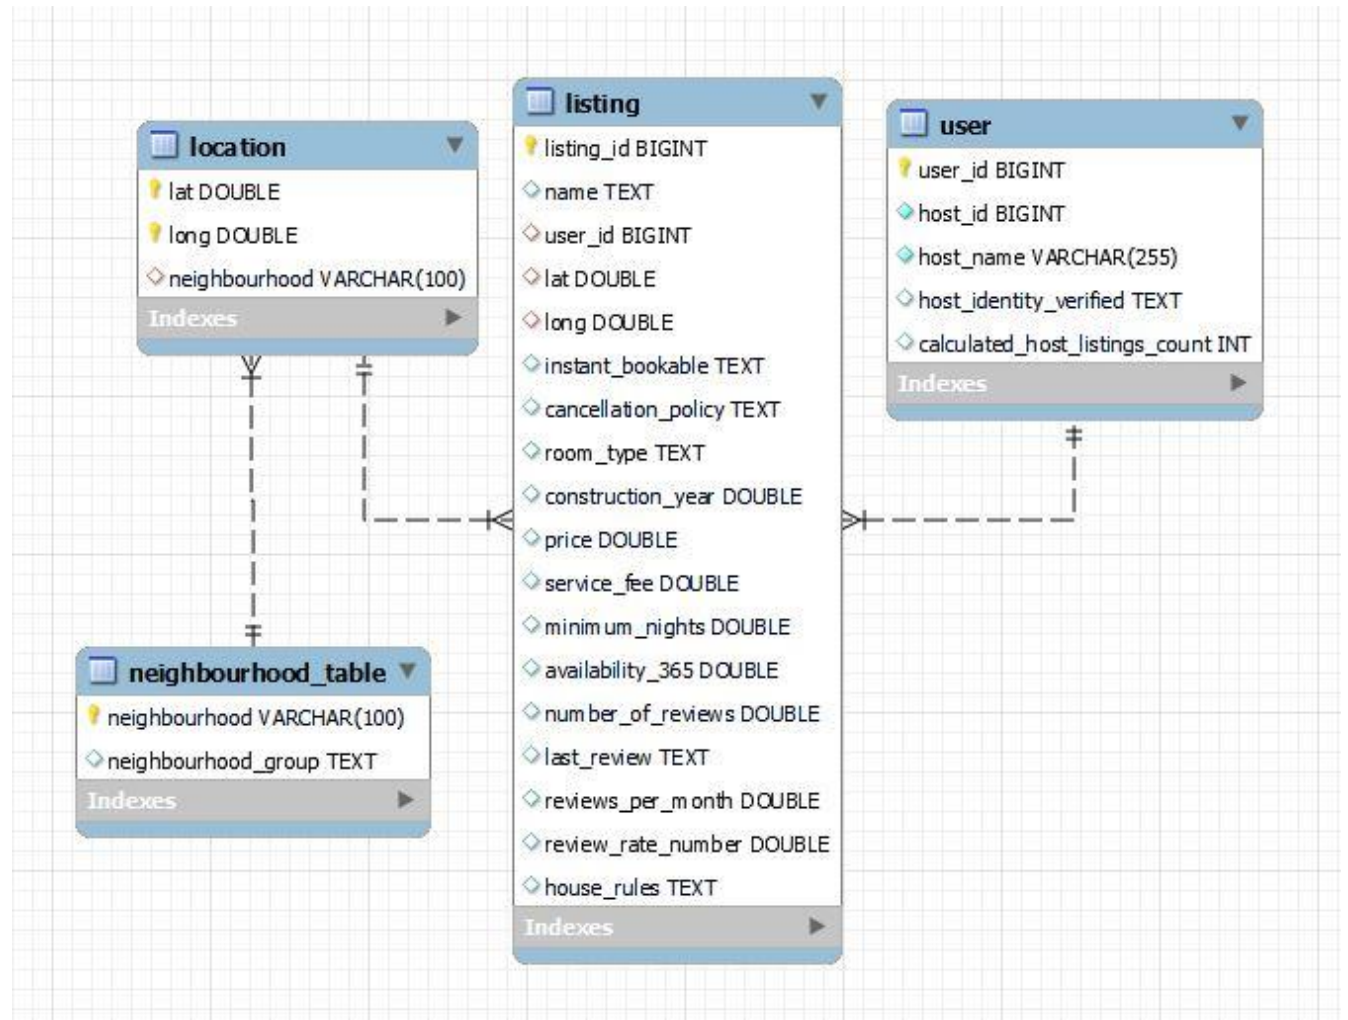 location
lat DOUBLE
long DOUBLE
neighbourhood VARCHAR(100)
Indexes
neighbourhood_table
neighbourhood VARCHAR(100)
neighbourhood_group TEXT
Indexes
listing
listing_id BIGINT
name TEXT
user_id BIGINT
lat DOUBLE
long DOUBLE
instant_bookable TEXT
cancellation_policy TEXT
room_type TEXT
construction_year DOUBLE
price DOUBLE
service_fee DOUBLE
minimum_nights DOUBLE
availability_365 DOUBLE
number_of_reviews DOUBLE
last_review TEXT
reviews_per_month DOUBLE
review_rate_number DOUBLE
house_rules TEXT
Indexes
user
user_id BIGINT
host_id BIGINT
host_name VARCHAR(255)
host_identity_verified TEXT
calculated_host_listings_count INT
Indexes